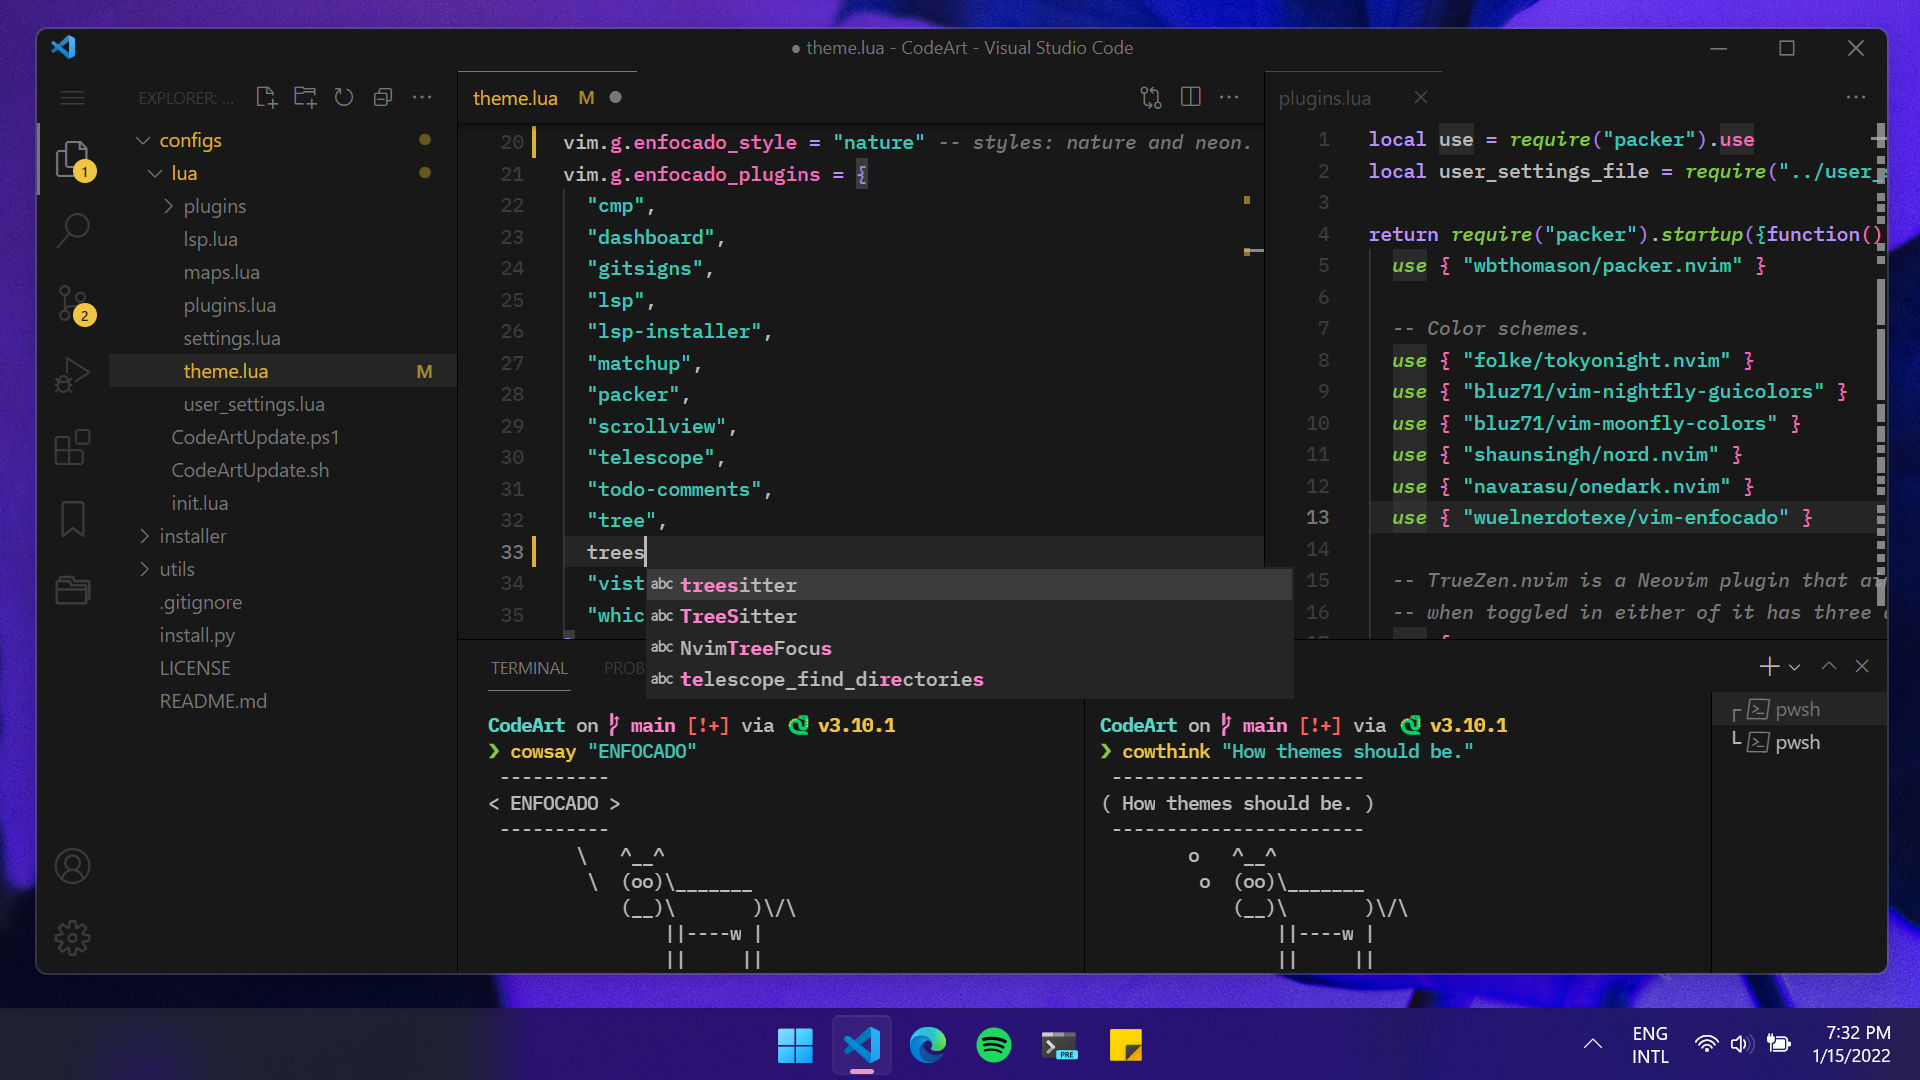 ● theme.lua - CodeArt - Visual Studio Code
EXPLORER: ...
configs
lua
plugins
lsp.lua
maps.lua
plugins.lua
settings.lua
theme.lua M
user_settings.lua
CodeArtUpdate.ps1
CodeArtUpdate.sh
init.lua
installer
utils
.gitignore
install.py
LICENSE
README.md
1
2
theme.lua M
20 vim.g.enfocado_style = "nature" -- styles: nature and neon.
21 vim.g.enfocado_plugins = {
22 "cmp",
23 "dashboard",
24 "gitsigns",
25 "lsp",
26 "lsp-installer",
27 "matchup",
28 "packer",
29 "scrollview",
30 "telescope",
31 "todo-comments",
32 "tree",
33 trees
34 "vist
35 "whic
abc treesitter
abc TreeSitter
abc NvimTreeFocus
abc telescope_find_directories
plugins.lua
1 local use = require("packer").use
2 local user_settings_file = require("../user_s
3
4 return require("packer").startup({function()
5 use { "wbthomason/packer.nvim" }
6
7 -- Color schemes.
8 use { "folke/tokyonight.nvim" }
9 use { "bluz71/vim-nightfly-guicolors" }
10 use { "bluz71/vim-moonfly-colors" }
11 use { "shaunsingh/nord.nvim" }
12 use { "navarasu/onedark.nvim" }
13 use { "wuelnerdotexe/vim-enfocado" }
14
15 -- TrueZen.nvim is a Neovim plugin that
16 -- when toggled in either of it has three
TERMINAL PROB
CodeArt on main [!+] via v3.10.1
❯ cowsay "ENFOCADO"
----------
< ENFOCADO >
----------
\   ^__^
\  (oo)\_______
(__)\       )\/\
||----w |
||     ||
CodeArt on main [!+] via v3.10.1
❯ cowthink "How themes should be."
-----------------------
( How themes should be. )
-----------------------
o   ^__^
o  (oo)\_______
(__)\       )\/\
||----w |
||     ||
pwsh
pwsh
PRE
ENG
INTL
7:32 PM
1/15/2022